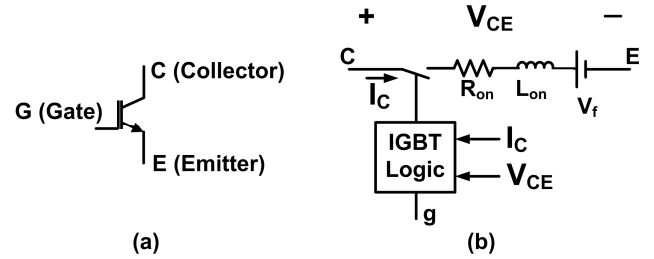 C (Collector)
G (Gate)
E (Emitter)
(a)
+ VCE −
C
E
IC
Ron
Lon
Vf
IGBT
Logic
IC
VCE
g
(b)